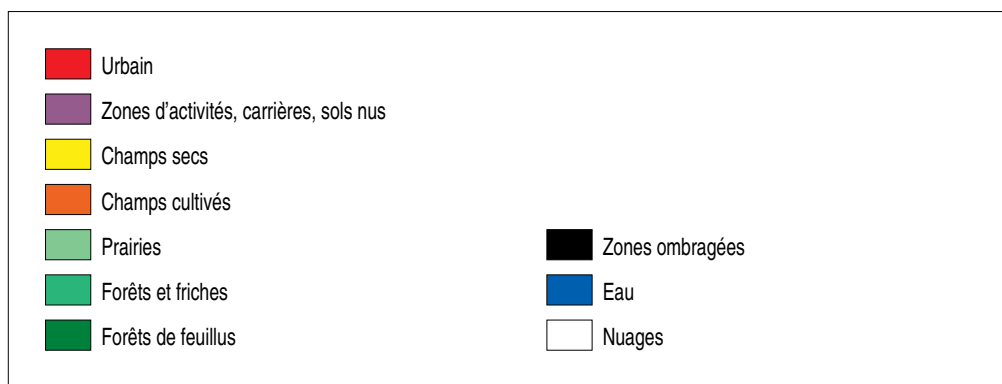 Urbain
Zones d'activités, carrières, sols nus
Champs secs
Champs cultivés
Prairies
Forêts et friches
Forêts de feuillus
Zones ombragées
Eau
Nuages